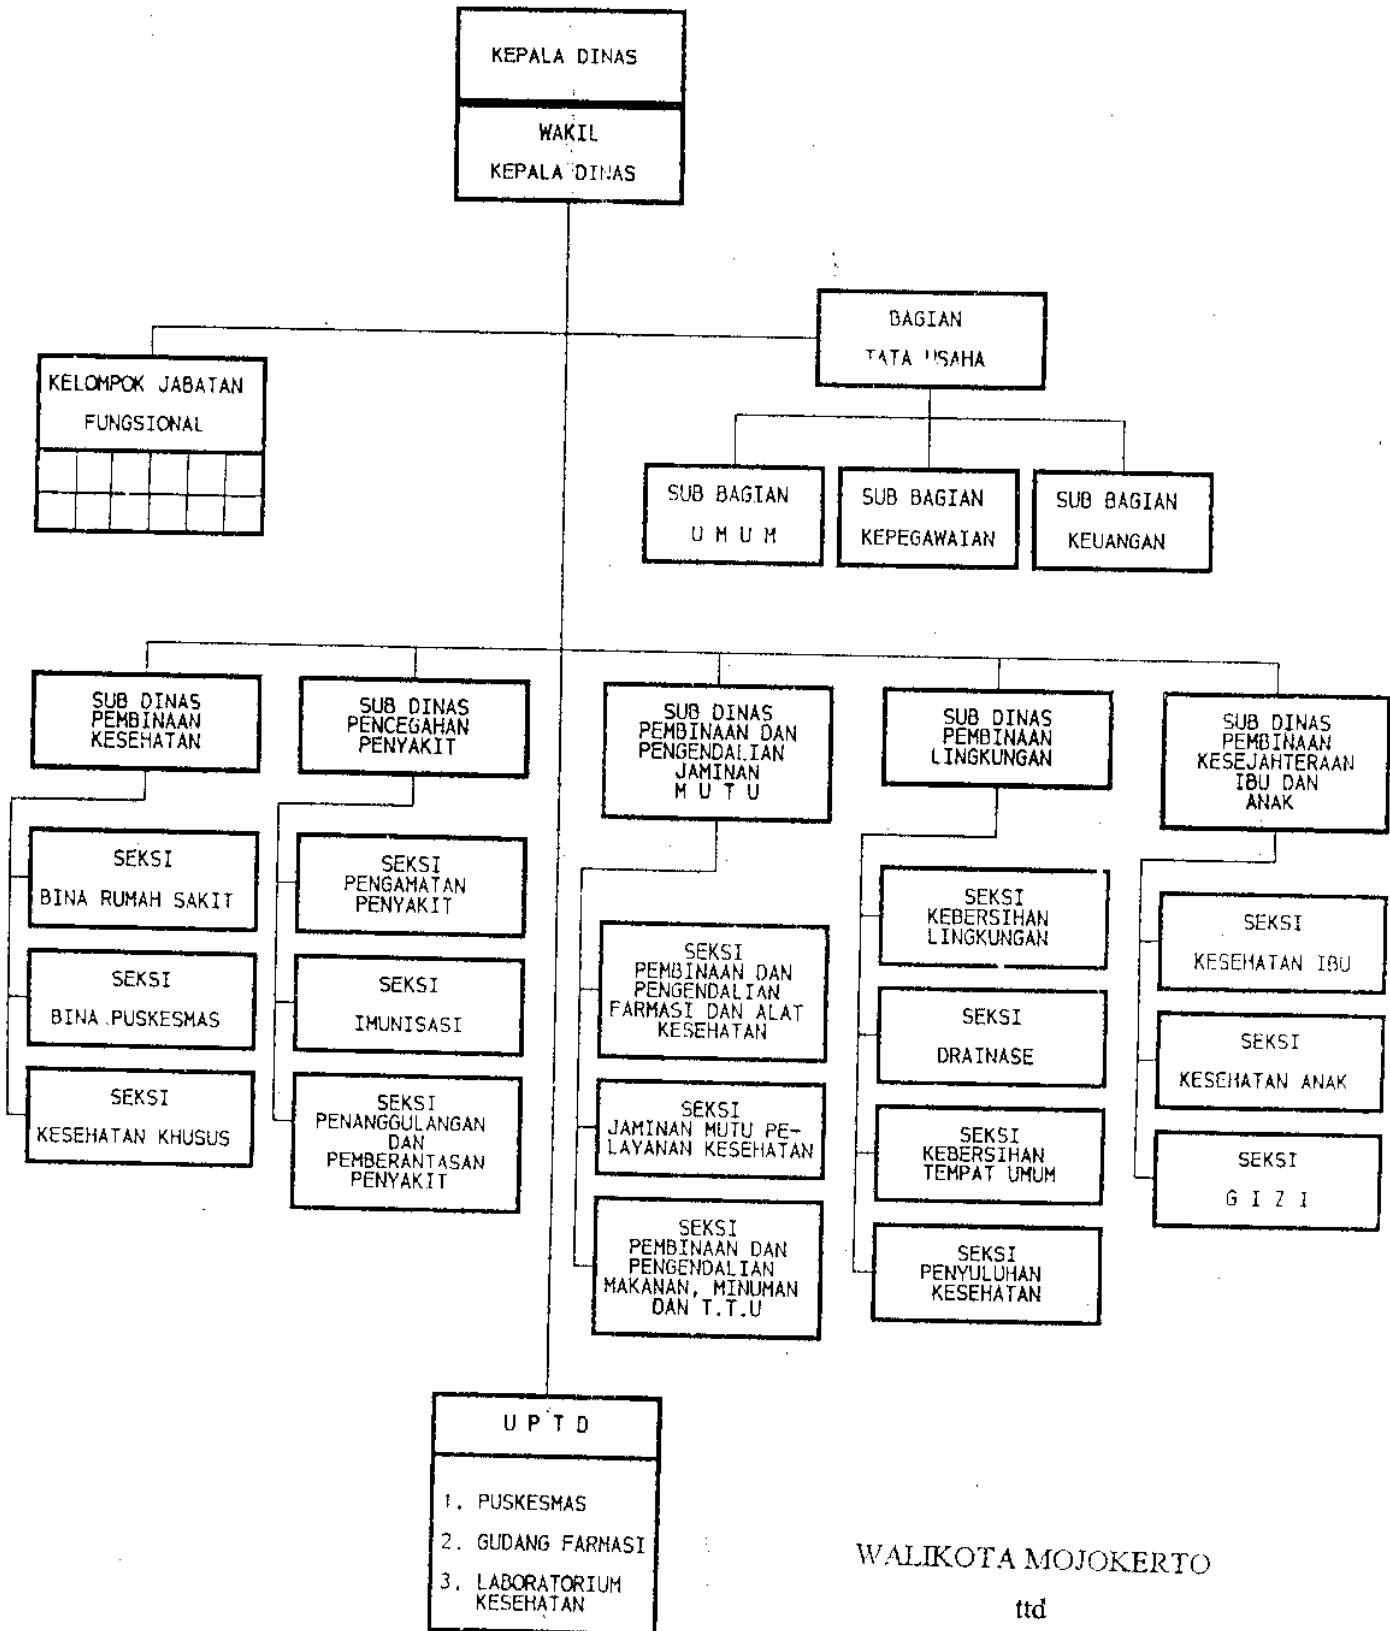 KEPALA DINAS
WAKIL
KEPALA DINAS
BAGIAN
TATA USAHA
KELOMPOK JABATAN
FUNGSIONAL
SUB BAGIAN
U M U M
SUB BAGIAN
KEPEGAWAIAN
SUB BAGIAN
KEUANGAN
SUB DINAS
PEMBINAAN
KESEHATAN
SEKSI
BINA RUMAH SAKIT
SEKSI
BINA PUSKESMAS
SEKSI
KESEHATAN KHUSUS
SUB DINAS
PENCEGAHAN
PENYAKIT
SEKSI
PENGAMATAN
PENYAKIT
SEKSI
IMUNISASI
SEKSI
PENANGGULANGAN
DAN
PEMBERANTASAN
PENYAKIT
SUB DINAS
PEMBINAAN DAN
PENGENDALIAN
JAMINAN
M U T U
SEKSI
PEMBINAAN DAN
PENGENDALIAN
FARMASI DAN ALAT
KESEHATAN
SEKSI
JAMINAN MUTU PE-
LAYANAN KESEHATAN
SEKSI
PEMBINAAN DAN
PENGENDALIAN
MAKANAN, MINUMAN
DAN T.T.U
SUB DINAS
PEMBINAAN
LINGKUNGAN
SEKSI
KEBERSIHAN
LINGKUNGAN
SEKSI
DRAINASE
SEKSI
KEBERSIHAN
TEMPAT UMUM
SEKSI
PENYULUHAN
KESEHATAN
SUB DINAS
PEMBINAAN
KESEJAHTERAAN
IBU DAN
ANAK
SEKSI
KESEHATAN IBU
SEKSI
KESEHATAN ANAK
SEKSI
G I Z I
U P T D
1. PUSKESMAS
2. GUDANG FARMASI
3. LABORATORIUM
KESEHATAN
WALIKOTA MOJOKERTO
ttd